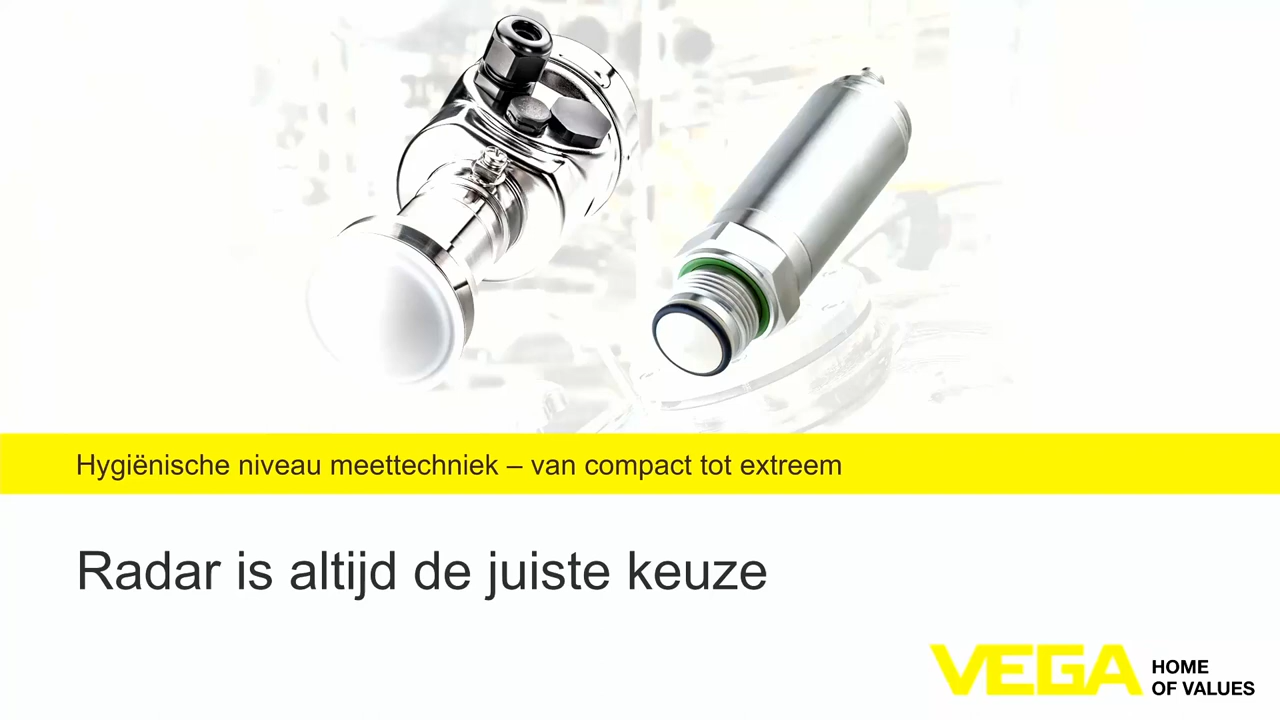 Hygiënische niveau meettechniek – van compact tot extreem
Radar is altijd de juiste keuze
VEGA
HOME
OF VALUES